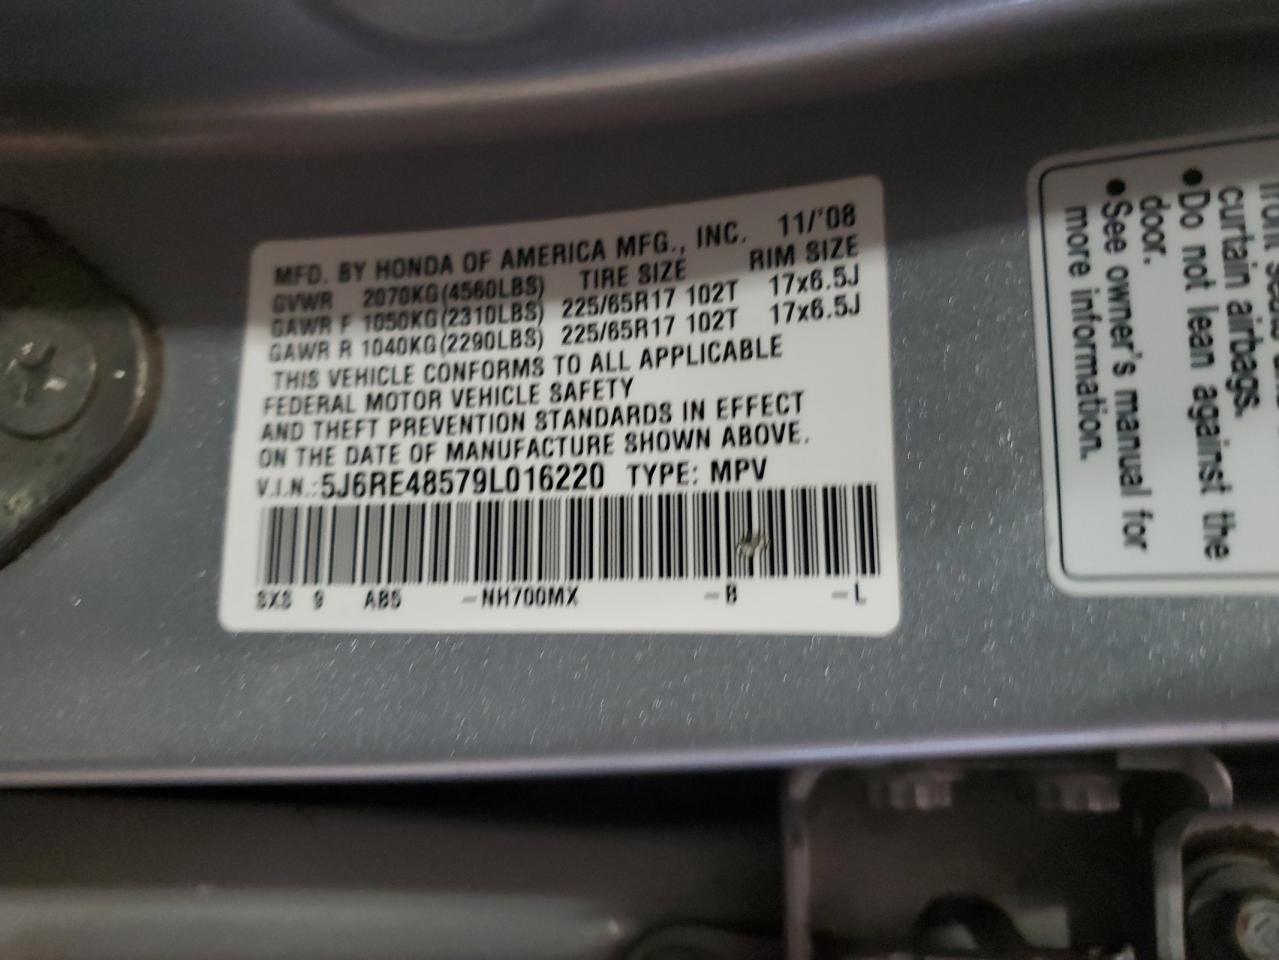 MFD. BY HONDA OF AMERICA MFG., INC. 11/'08
GVWR 2070KG(4560LBS) TIRE SIZE RIM SIZE
GAWR F 1050KG(2310LBS) 225/65R17 102T 17x6.5J
GAWR R 1040KG(2290LBS) 225/65R17 102T 17x6.5J
THIS VEHICLE CONFORMS TO ALL APPLICABLE
FEDERAL MOTOR VEHICLE SAFETY
AND THEFT PREVENTION STANDARDS IN EFFECT
ON THE DATE OF MANUFACTURE SHOWN ABOVE.
V.I.N.:5J6RE48579L016220 TYPE: MPV
SXS 9 AB5 -NH700MX -B -L
curtain airbags.
●Do not lean against the
door.
●See owner's manual for
more information.